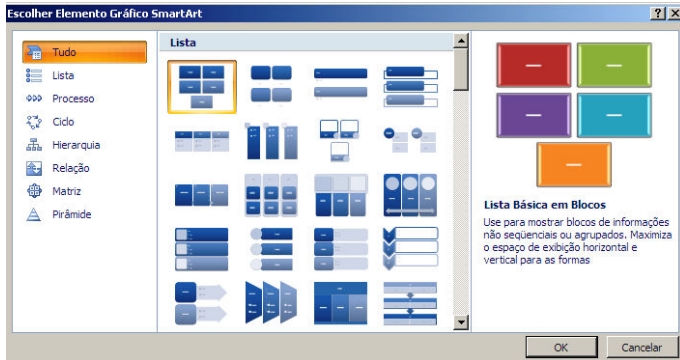 Escolher Elemento Gráfico SmartArt
Tudo
Lista
Processo
Ciclo
Hierarquia
Relação
Matriz
Pirâmide
Lista
Lista Básica em Blocos
Use para mostrar blocos de informações
não seqüenciais ou agrupados. Maximiza
o espaço de exibição horizontal e
vertical para as formas
OK
Cancelar